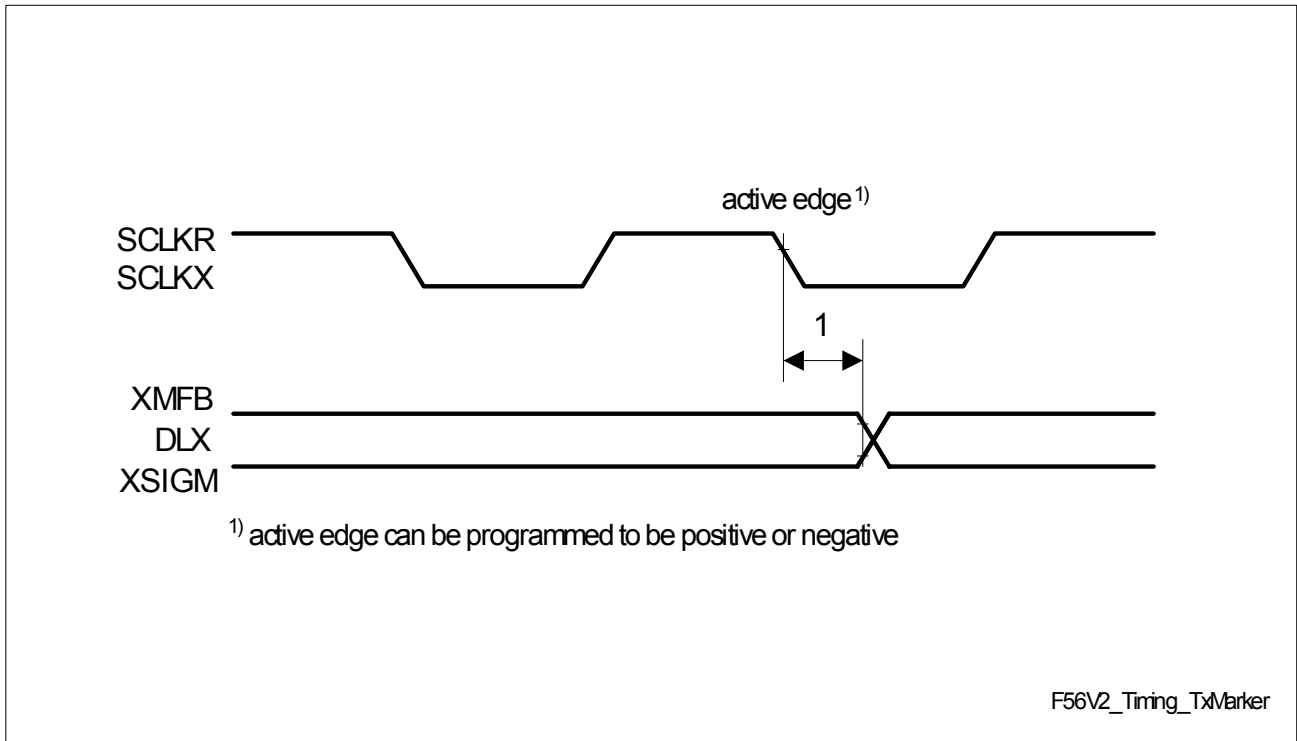 active edge 1)
SCLKR
SCLKX
1
XMFB
DLX
XSIGM
1) active edge can be programmed to be positive or negative
F56V2_Timing_TxMarker